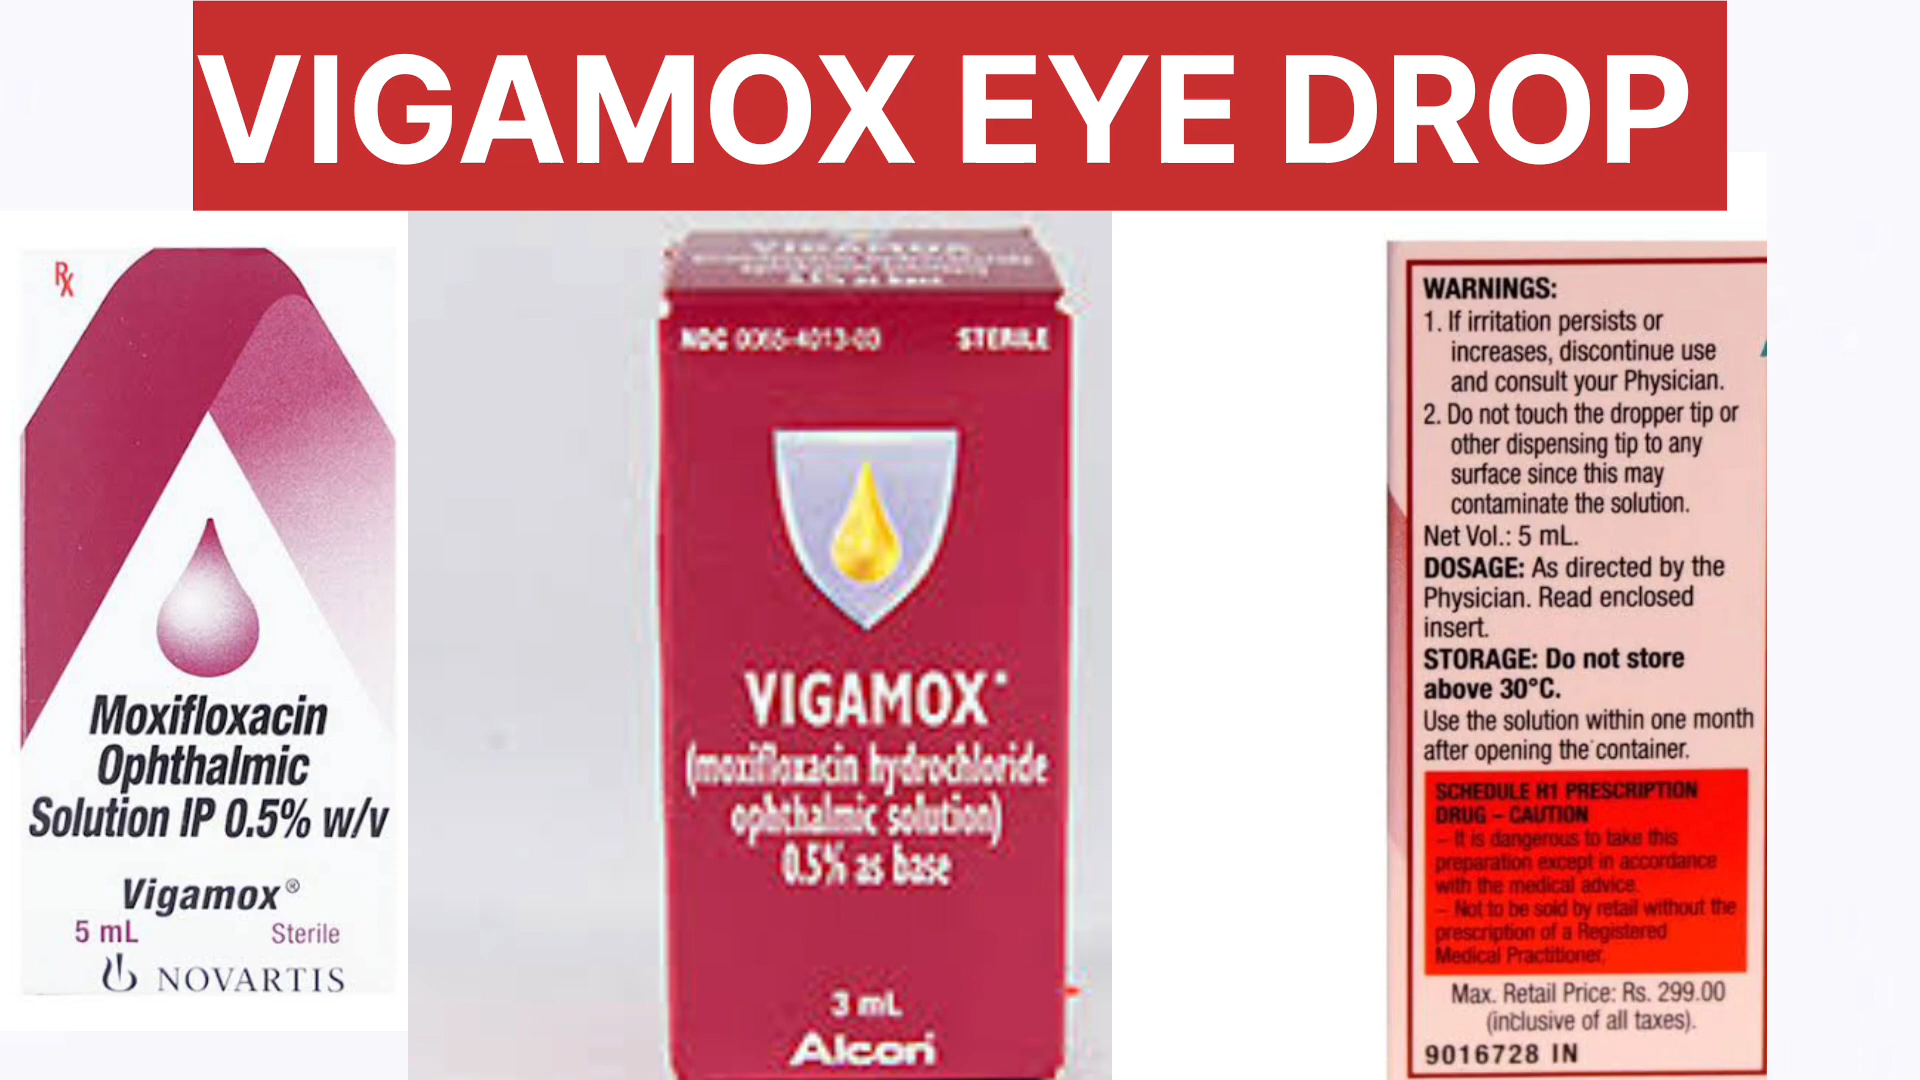 VIGAMOX EYE DROP
Rx
Moxifloxacin
Ophthalmic
Solution IP 0.5% w/v
Vigamox®
5 mL Sterile
NOVARTIS
VIGAMOX
0.5% as base
NDC 0065-4013-03 STERILE
VIGAMOX
(moxifloxacin hydrochloride
ophthalmic solution)
0.5% as base
3 mL
Alcon
WARNINGS:
1. If irritation persists or
increases, discontinue use
and consult your Physician.
2. Do not touch the dropper tip or
other dispensing tip to any
surface since this may
contaminate the solution.
Net Vol.: 5 mL.
DOSAGE: As directed by the
Physician. Read enclosed
insert.
STORAGE: Do not store
above 30°C.
Use the solution within one month
after opening the container.
SCHEDULE H1 PRESCRIPTION
DRUG – CAUTION
– It is dangerous to take this
preparation except in accordance
with the medical advice.
– Not to be sold by retail without the
prescription of a Registered
Medical Practitioner.
Max. Retail Price: Rs. 299.00
(inclusive of all taxes).
9016728 IN